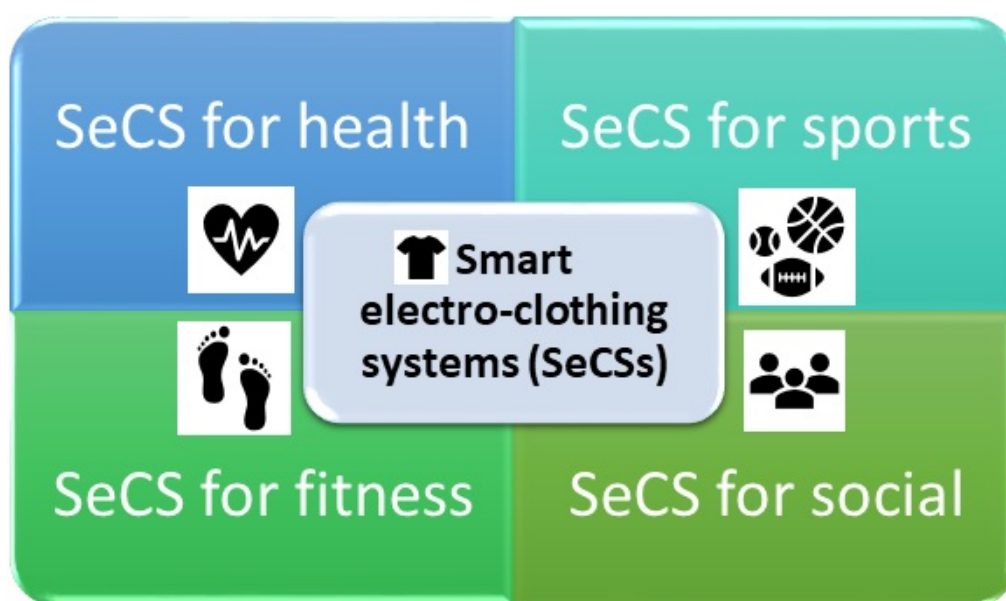 SeCS for health
SeCS for sports
Smart
electro-clothing
systems (SeCSs)
SeCS for fitness
SeCS for social